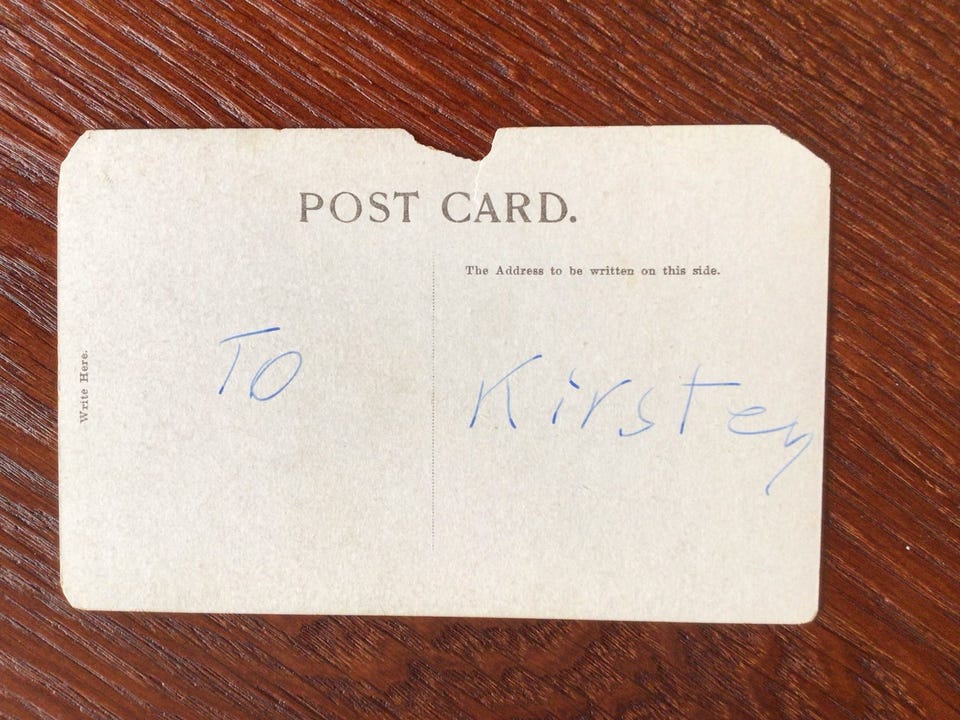 POST CARD.
The Address to be written on this side.
Write Here.
To Kirsten